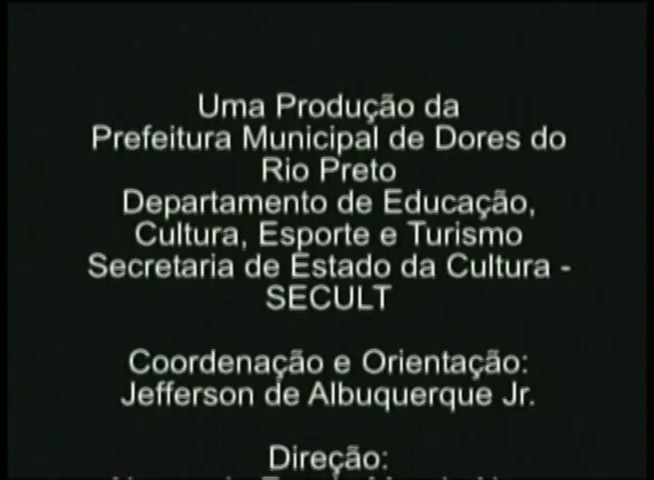 Uma Produção da
Prefeitura Municipal de Dores do
Rio Preto
Departamento de Educação,
Cultura, Esporte e Turismo
Secretaria de Estado da Cultura -
SECULT
Coordenação e Orientação:
Jefferson de Albuquerque Jr.
Direção: